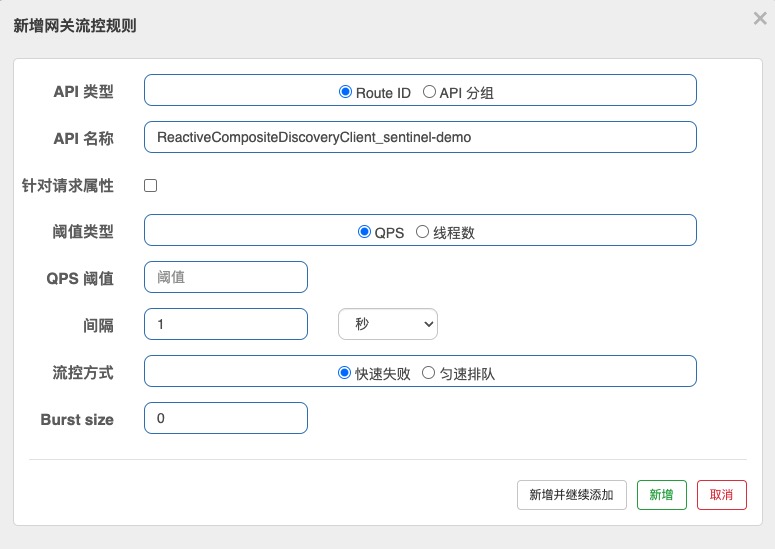 新增网关流控规则
API 类型 Route ID API 分组
API 名称 ReactiveCompositeDiscoveryClient_sentinel-demo
针对请求属性
阈值类型 QPS 线程数
QPS 阈值 阈值
间隔 1 秒
流控方式 快速失败 匀速排队
Burst size 0
新增并继续添加 新增 取消